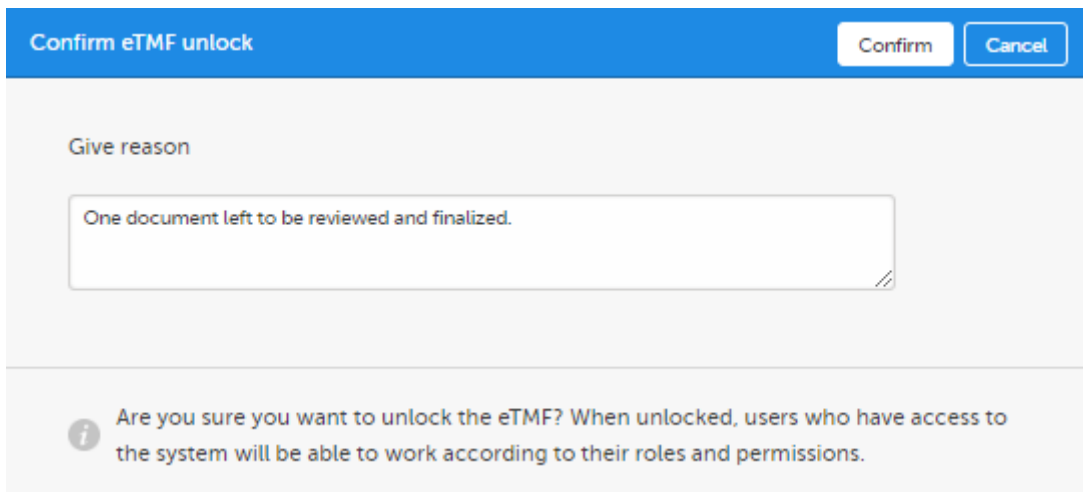 Confirm eTMF unlock
Confirm
Cancel
Give reason
One document left to be reviewed and finalized.
Are you sure you want to unlock the eTMF? When unlocked, users who have access to
the system will be able to work according to their roles and permissions.